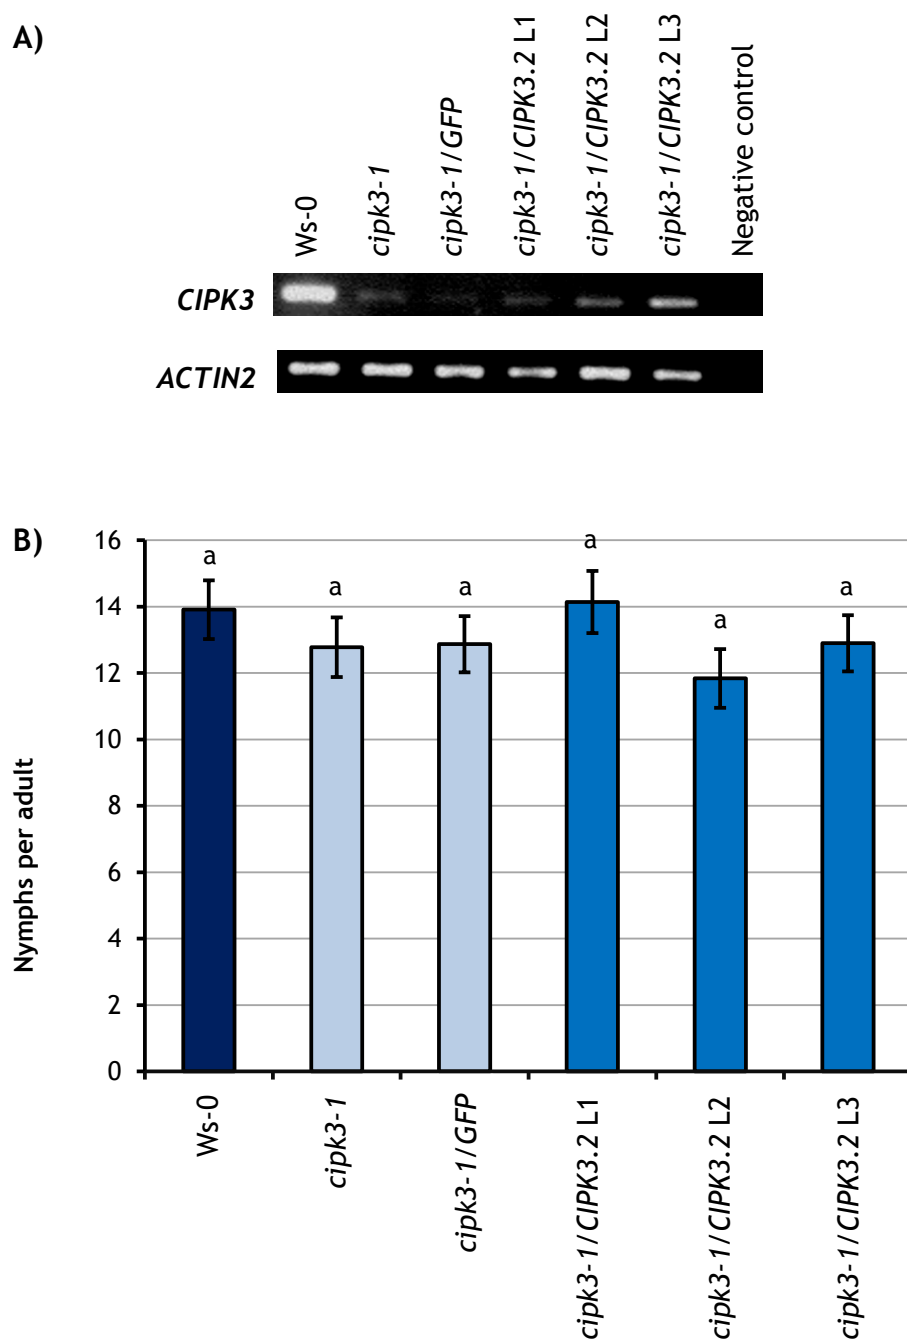 A)
Ws-0
cipk3-1
cipk3-1/GFP
cipk3-1/CIPK3.2 L1
cipk3-1/CIPK3.2 L2
cipk3-1/CIPK3.2 L3
Negative control
CIPK3
ACTIN2
B)
Nymphs per adult
16
14
12
10
8
6
4
2
0
a
a
a
a
a
a
Ws-0
cipk3-1
cipk3-1/GFP
cipk3-1/CIPK3.2 L1
cipk3-1/CIPK3.2 L2
cipk3-1/CIPK3.2 L3